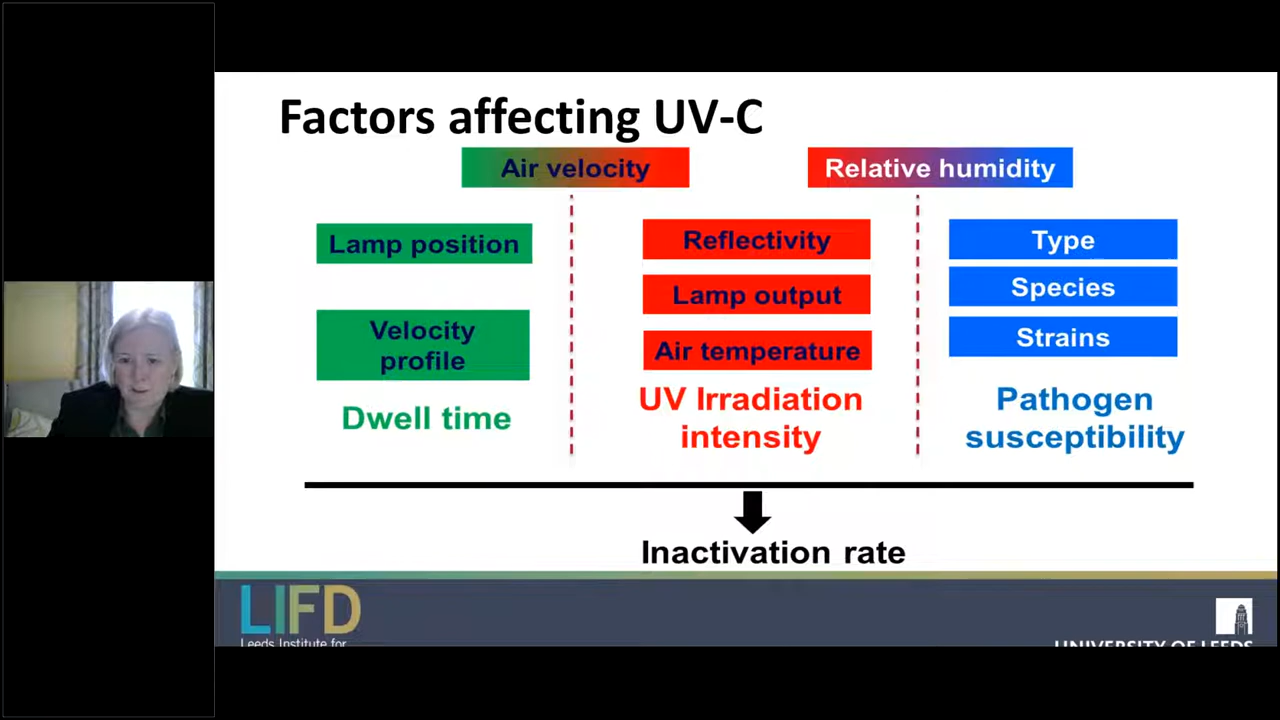 Factors affecting UV-C
Air velocity
Relative humidity
Lamp position
Velocity
profile
Dwell time
Reflectivity
Lamp output
Air temperature
UV Irradiation
intensity
Type
Species
Strains
Pathogen
susceptibility
Inactivation rate
LIFD
Leeds Institute for
UNIVERSITY OF LEEDS